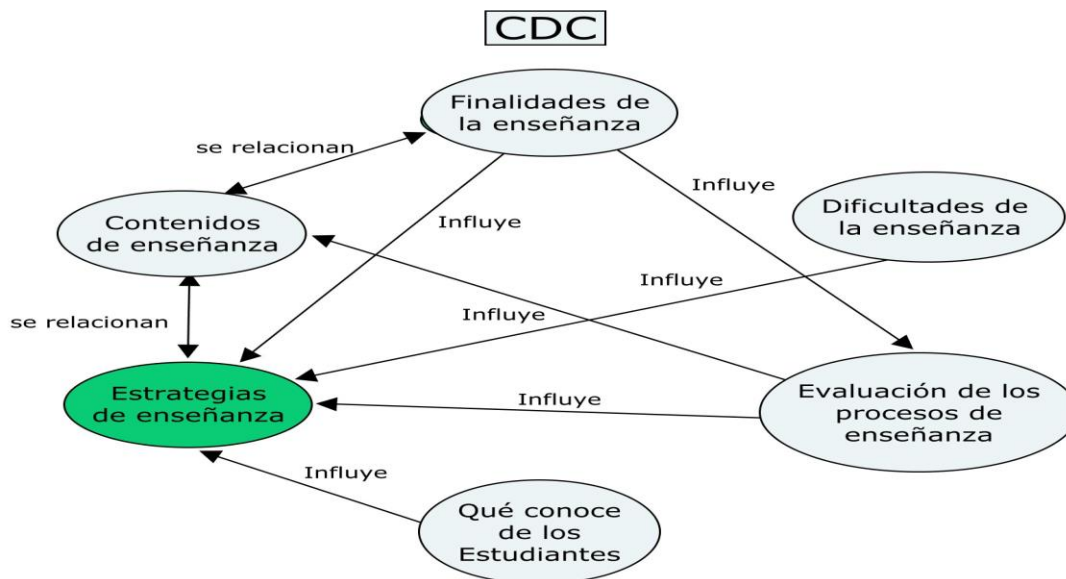 CDC
Finalidades de
la enseñanza
se relacionan
Influye
Dificultades de
la enseñanza
Contenidos
de enseñanza
Influye
Influye
Influye
se relacionan
Estrategias
de enseñanza
Influye
Evaluación de los
procesos de
enseñanza
Influye
Qué conoce
de los
Estudiantes